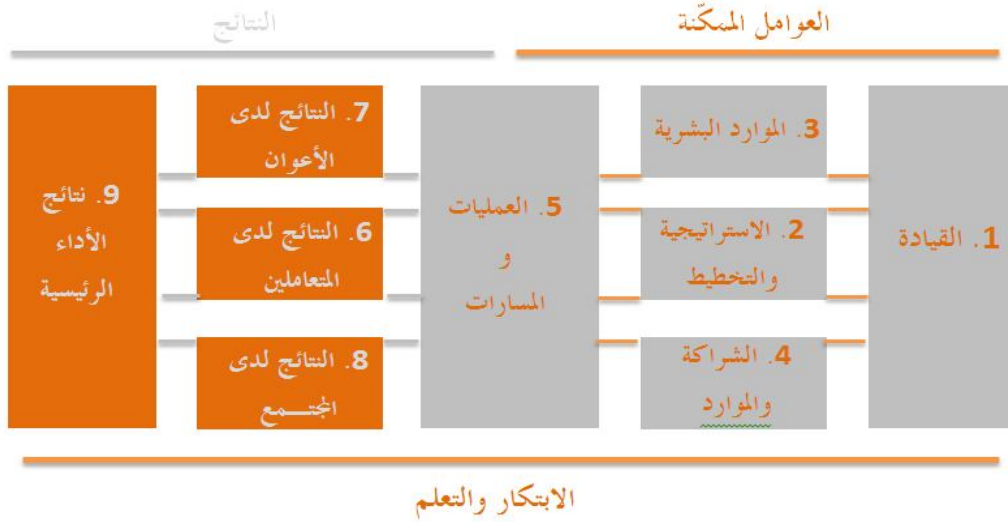 العوامل الممكّنة
النتائج
1. القيادة
3. الموارد البشرية
2. الاستراتيجية
والتخطيط
4. الشراكة
والموارد
5. العمليات
و
المسارات
7. النتائج لدى
الأعوان
6. النتائج لدى
المتعاملين
8. النتائج لدى
المجتـــمع
9. نتائج
الأداء
الرئيسية
الابتكار والتعلم